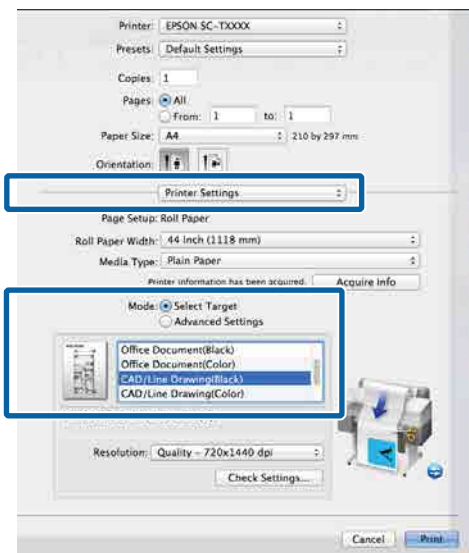 Printer: EPSON SC-TXXXX
Presets: Default Settings
Copies: 1
Pages: All
From: 1 to: 1
Paper Size: A4 210 by 297 mm
Orientation:
Printer Settings
Page Setup: Roll Paper
Roll Paper Width: 44 inch (1118 mm)
Media Type: Plain Paper
Printer information has been acquired. Acquire Info
Mode: Select Target
Advanced Settings
Office Document(Black)
Office Document(Color)
CAD/Line Drawing(Black)
CAD/Line Drawing(Color)
Resolution: Quality - 720x1440 dpi
Check Settings...
Cancel Print